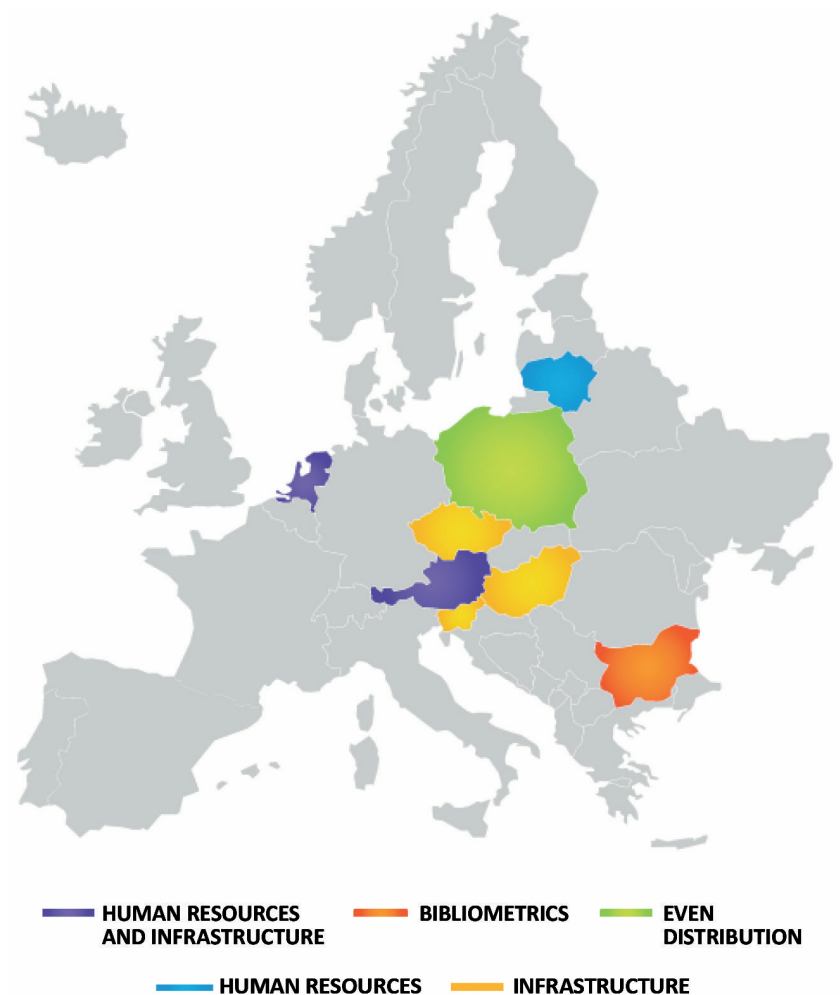 HUMAN RESOURCES
AND INFRASTRUCTURE
BIBLIOMETRICS
EVEN
DISTRIBUTION
HUMAN RESOURCES
INFRASTRUCTURE